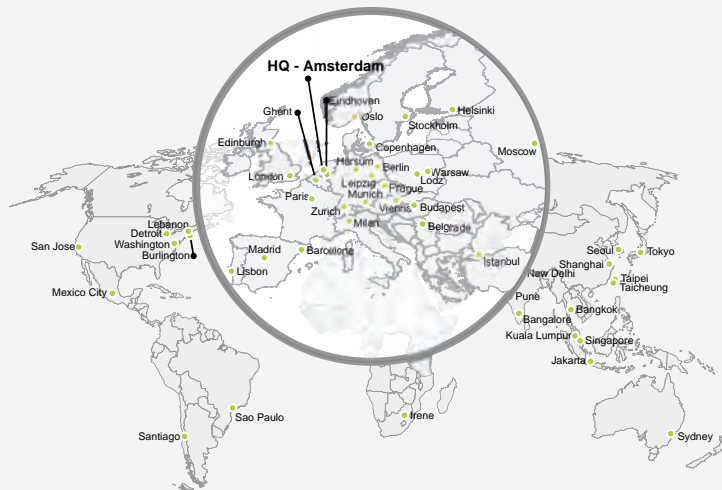 HQ - Amsterdam
Ghent
Eindhoven
Oslo
Helsinki
Stockholm
Edinburgh
Copenhagen
Moscow
Harsum
Berlin
London
Leipzig
Warsaw
Lodz
Prague
Paris
Munich
Zurich
Vienna
Budapest
Milan
Belgrade
Madrid
Barcelona
Istanbul
Lisbon
Lebanon
Detroit
Washington
Burlington
San Jose
Mexico City
Sao Paulo
Santiago
Irene
Seoul
Tokyo
Shanghai
New Delhi
Taipei
Taicheung
Pune
Bangkok
Bangalore
Kuala Lumpur
Singapore
Jakarta
Sydney